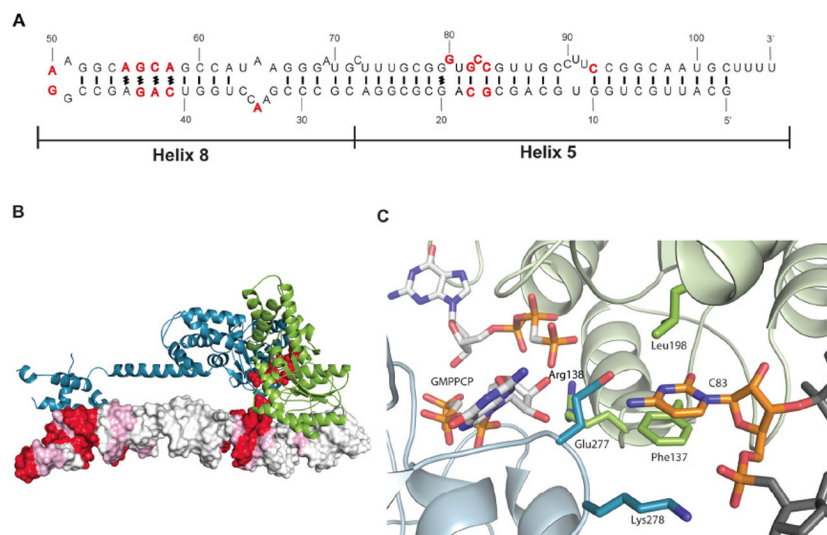 A
50 60 70 80 90 100 3'
A A G G C A G C A G C C A U A A G G G A U G C U U U G C G G G U G C C G U U G C C U U C C G G C A A U G C U U U U
G G C C G A G A C U G G U C C A A G C C C G C A G G C G C G A C G C A G C G U G G U C G U U A C G
40 30 20 10 5'
Helix 8 Helix 5
B
C
Leu198
GMPPCP Arg138 C83
Glu277 Phe137
Lys278